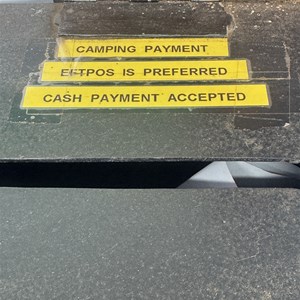 CAMPING PAYMENT
EFTPOS IS PREFERRED
CASH PAYMENT ACCEPTED